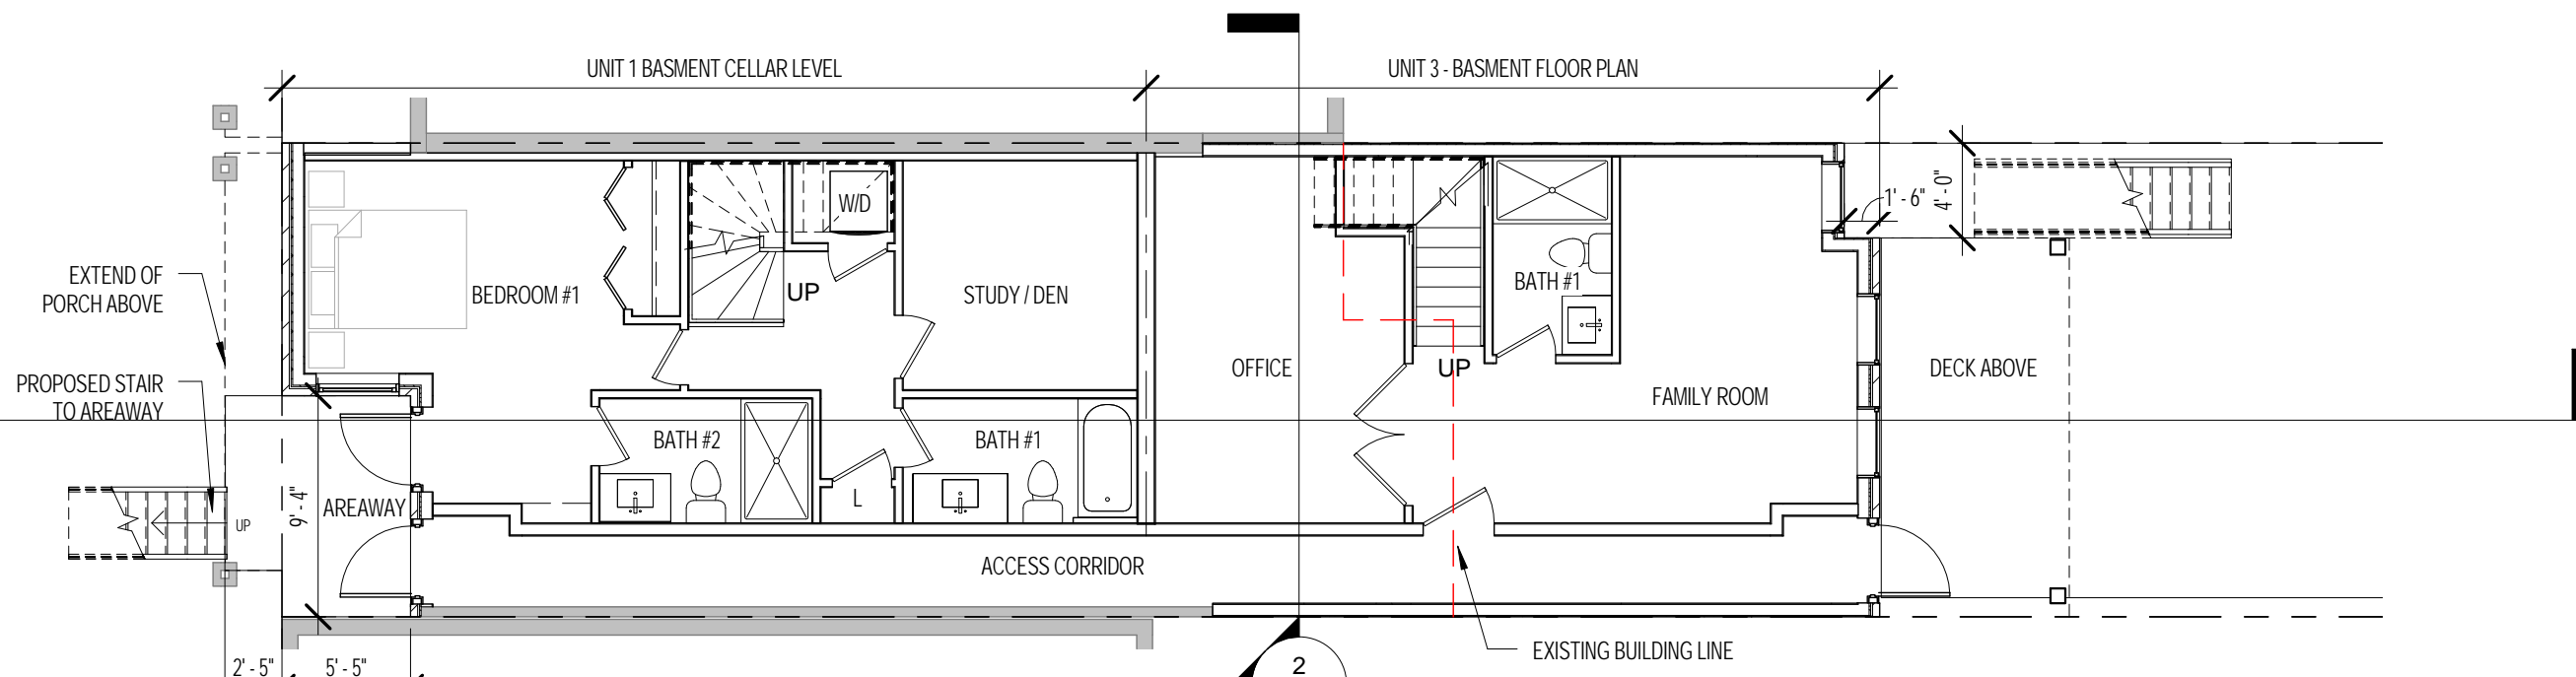 UNIT 1 BASMENT CELLAR LEVEL
UNIT 3 - BASMENT FLOOR PLAN
1' - 6"
4' - 0"
W/D
EXTEND OF
PORCH ABOVE
BEDROOM #1
UP
STUDY / DEN
BATH #1
OFFICE
UP
DECK ABOVE
PROPOSED STAIR
TO AREAWAY
FAMILY ROOM
BATH #2
BATH #1
9' - 4"
AREAWAY
L
UP
ACCESS CORRIDOR
EXISTING BUILDING LINE
2' - 5"
5' - 5"
2